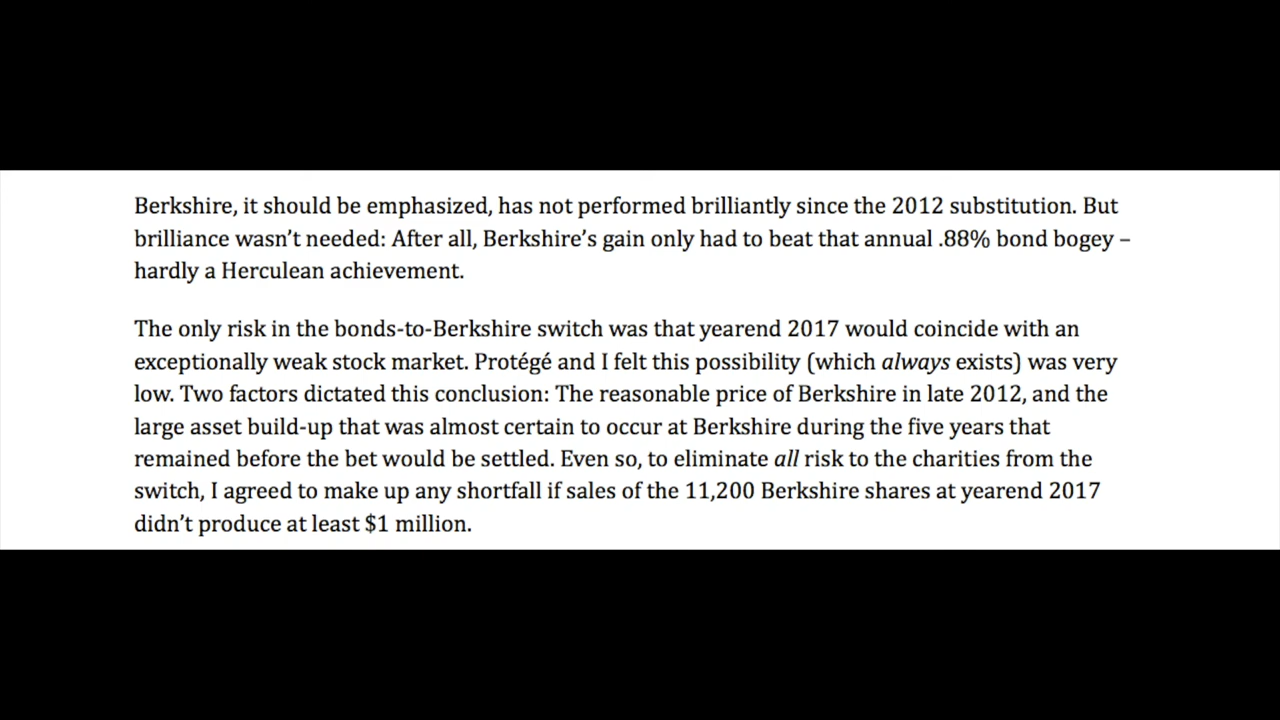 Berkshire, it should be emphasized, has not performed brilliantly since the 2012 substitution. But
brilliance wasn’t needed: After all, Berkshire’s gain only had to beat that annual .88% bond bogey –
hardly a Herculean achievement.
The only risk in the bonds-to-Berkshire switch was that yearend 2017 would coincide with an
exceptionally weak stock market. Protégé and I felt this possibility (which always exists) was very
low. Two factors dictated this conclusion: The reasonable price of Berkshire in late 2012, and the
large asset build-up that was almost certain to occur at Berkshire during the five years that
remained before the bet would be settled. Even so, to eliminate all risk to the charities from the
switch, I agreed to make up any shortfall if sales of the 11,200 Berkshire shares at yearend 2017
didn’t produce at least $1 million.